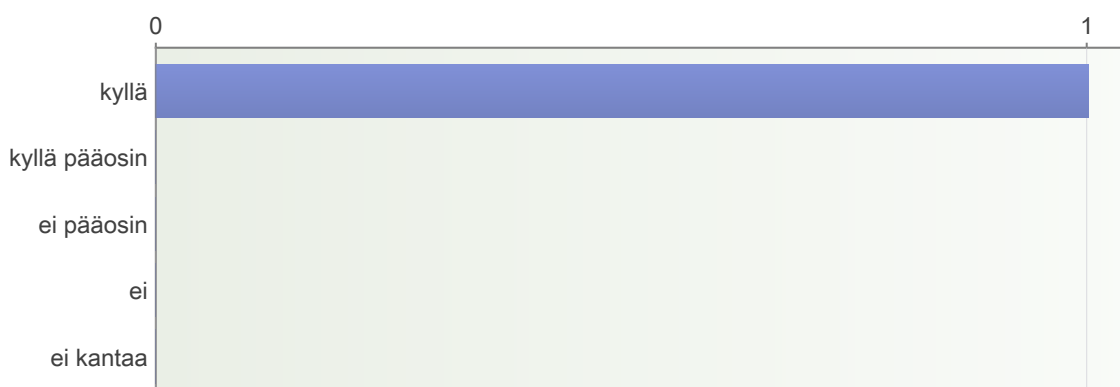 0 1
kyllä
kyllä pääosin
ei pääosin
ei
ei kantaa